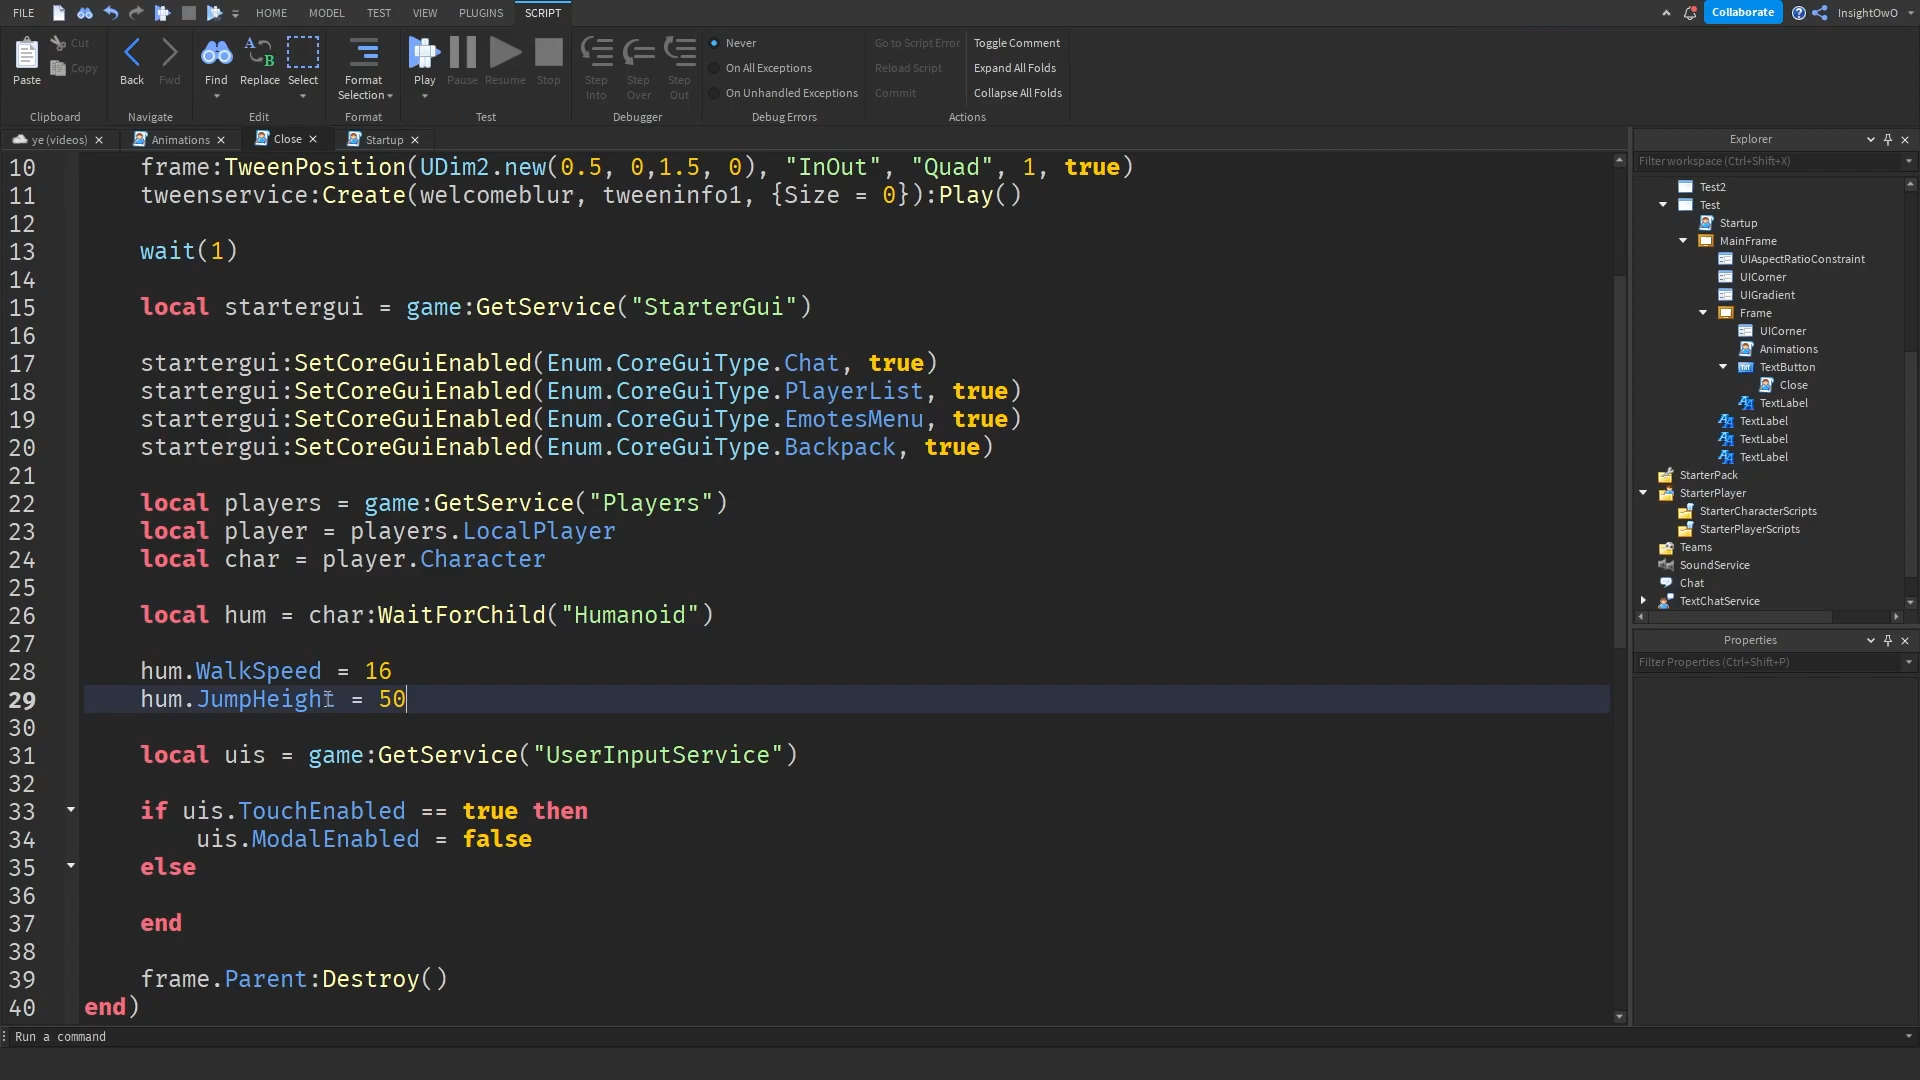 FILE HOME MODEL TEST VIEW PLUGINS SCRIPT Collaborate InsightOwO
Paste Cut Copy Back Fwd Find Replace Select Format Selection Play Pause Resume Stop Step Into Step Over Step Out
Never Go to Script Error Toggle Comment
On All Exceptions Reload Script Expand All Folds
On Unhandled Exceptions Commit Collapse All Folds
Clipboard Navigate Edit Format Test Debugger Debug Errors Actions
ye (videos) Animations Close Startup
10 frame:TweenPosition(UDim2.new(0.5, 0,1.5, 0), "InOut", "Quad", 1, true)
11 tweenservice:Create(welcomeblur, tweeninfo1, {Size = 0}):Play()
12
13 wait(1)
14
15 local startergui = game:GetService("StarterGui")
16
17 startergui:SetCoreGuiEnabled(Enum.CoreGuiType.Chat, true)
18 startergui:SetCoreGuiEnabled(Enum.CoreGuiType.PlayerList, true)
19 startergui:SetCoreGuiEnabled(Enum.CoreGuiType.EmotesMenu, true)
20 startergui:SetCoreGuiEnabled(Enum.CoreGuiType.Backpack, true)
21
22 local players = game:GetService("Players")
23 local player = players.LocalPlayer
24 local char = player.Character
25
26 local hum = char:WaitForChild("Humanoid")
27
28 hum.WalkSpeed = 16
29 hum.JumpHeight = 50
30
31 local uis = game:GetService("UserInputService")
32
33 if uis.TouchEnabled == true then
34 uis.ModalEnabled = false
35 else
36
37 end
38
39 frame.Parent:Destroy()
40 end)
Run a command
Explorer
Filter workspace (Ctrl+Shift+X)
Test2
Test
Startup
MainFrame
UIAspectRatioConstraint
UICorner
UIGradient
Frame
UICorner
Animations
TextButton
Close
TextLabel
TextLabel
TextLabel
TextLabel
StarterPack
StarterPlayer
StarterCharacterScripts
StarterPlayerScripts
Teams
SoundService
Chat
TextChatService
Properties
Filter Properties (Ctrl+Shift+P)